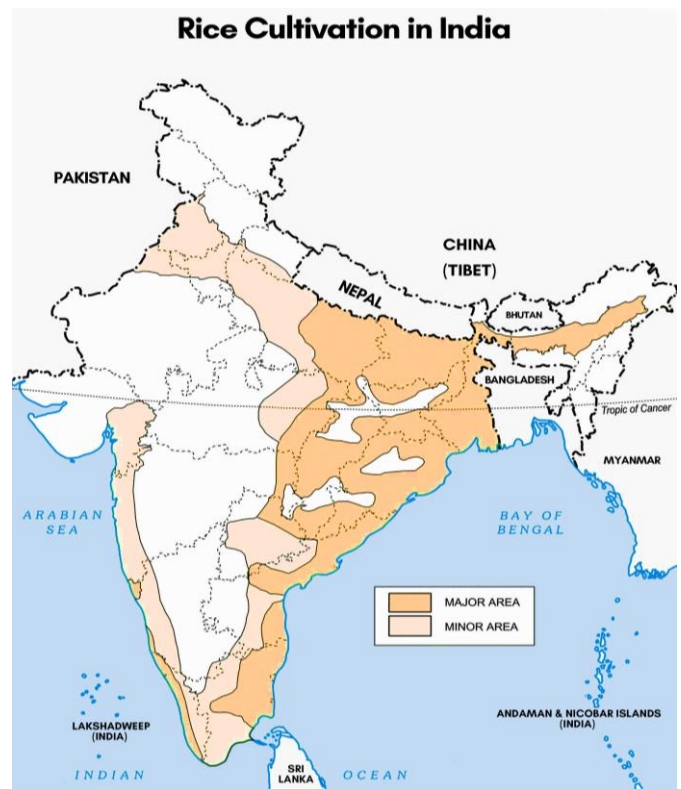 Rice Cultivation in India
PAKISTAN
CHINA
(TIBET)
NEPAL
BHUTAN
BANGLADESH
Tropic of Cancer
MYANMAR
ARABIAN
SEA
BAY OF
BENGAL
MAJOR AREA
MINOR AREA
LAKSHADWEEP
(INDIA)
ANDAMAN & NICOBAR ISLANDS
(INDIA)
INDIAN
SRI
LANKA
OCEAN